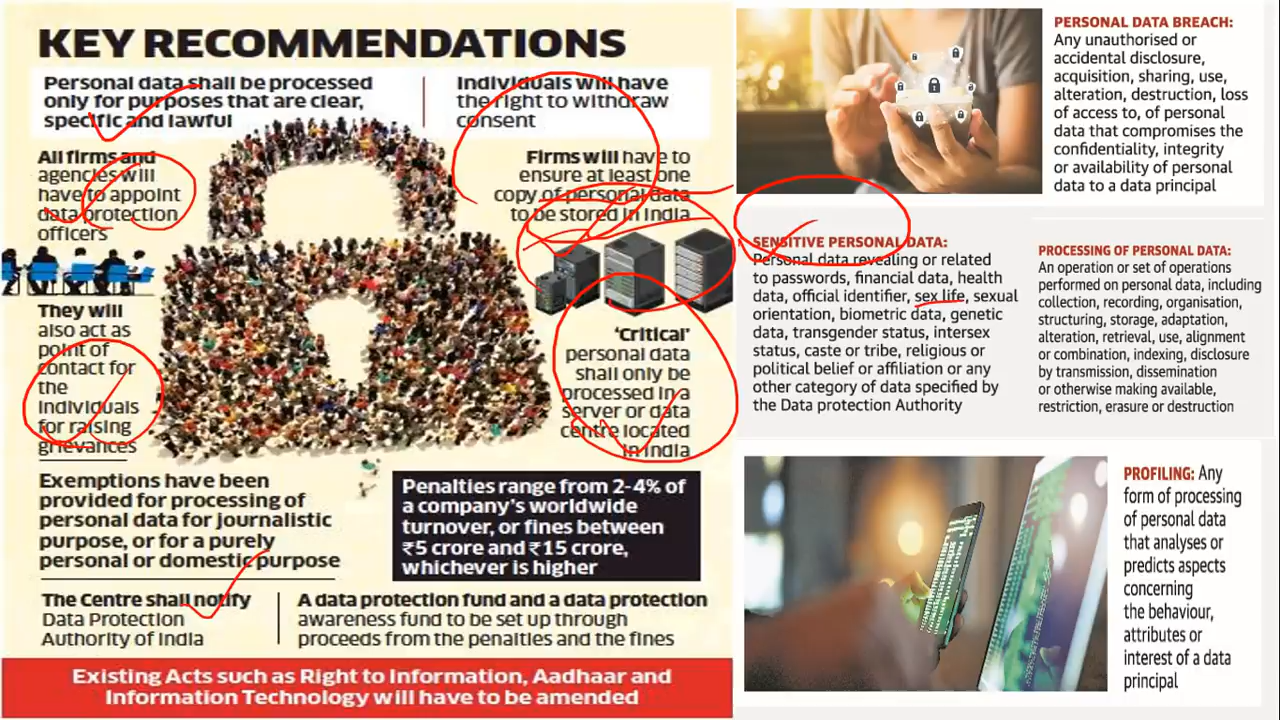 KEY RECOMMENDATIONS
Personal data shall be processed
only for purposes that are clear,
specific and lawful
Individuals will have
the right to withdraw
consent
All firms and
agencies will
have to appoint
data protection
officers
Firms will have to
ensure at least one
copy of personal data
to be stored in India
They will
also act as
point of
contact for
the
individuals
for raising
grievances
'Critical'
personal data
shall only be
processed in a
server or data
centre located
in India
Exemptions have been
provided for processing of
personal data for journalistic
purpose, or for a purely
personal or domestic purpose
Penalties range from 2-4% of
a company's worldwide
turnover, or fines between
₹5 crore and ₹15 crore,
whichever is higher
The Centre shall notify
Data Protection
Authority of India
A data protection fund and a data protection
awareness fund to be set up through
proceeds from the penalties and the fines
Existing Acts such as Right to Information, Aadhaar and
Information Technology will have to be amended
PERSONAL DATA BREACH:
Any unauthorised or
accidental disclosure,
acquisition, sharing, use,
alteration, destruction, loss
of access to, of personal
data that compromises the
confidentiality, integrity
or availability of personal
data to a data principal
SENSITIVE PERSONAL DATA:
Personal data revealing or related
to passwords, financial data, health
data, official identifier, sex life, sexual
orientation, biometric data, genetic
data, transgender status, intersex
status, caste or tribe, religious or
political belief or affiliation or any
other category of data specified by
the Data protection Authority
PROCESSING OF PERSONAL DATA:
An operation or set of operations
performed on personal data, including
collection, recording, organisation,
structuring, storage, adaptation,
alteration, retrieval, use, alignment
or combination, indexing, disclosure
by transmission, dissemination
or otherwise making available,
restriction, erasure or destruction
PROFILING: Any
form of processing
of personal data
that analyses or
predicts aspects
concerning
the behaviour,
attributes or
interest of a data
principal